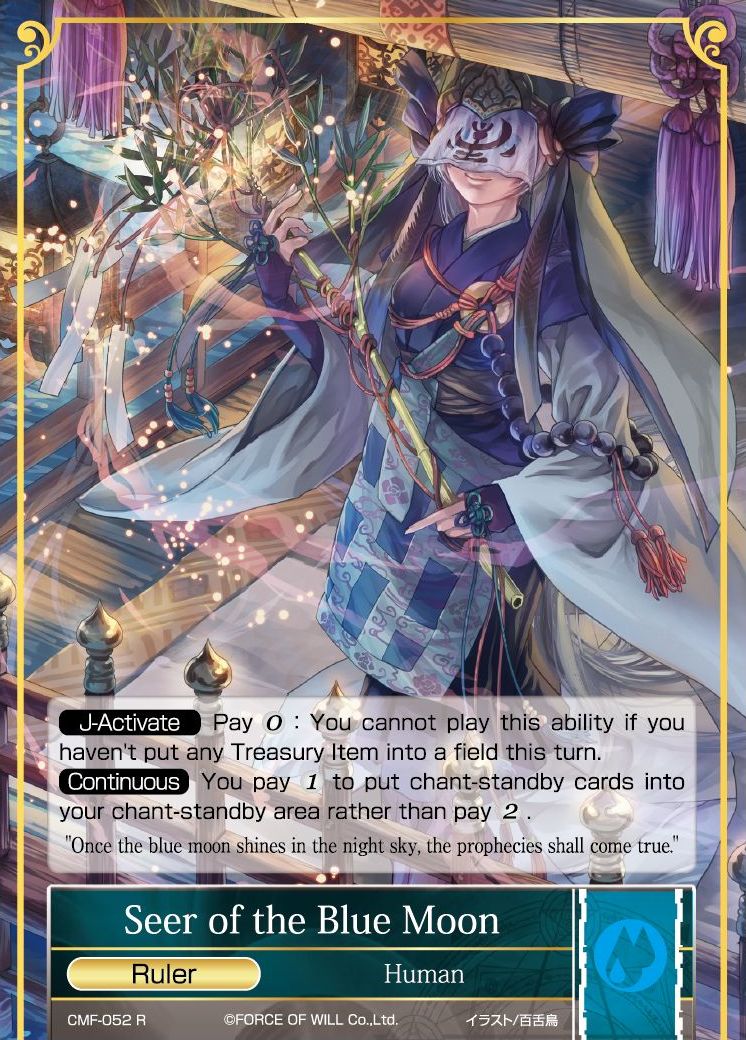 J-Activate Pay 0 : You cannot play this ability if you
haven't put any Treasury Item into a field this turn.
Continuous You pay 1 to put chant-standby cards into
your chant-standby area rather than pay 2 .
"Once the blue moon shines in the night sky, the prophecies shall come true."
Seer of the Blue Moon
Ruler Human
CMF-052 R ©FORCE OF WILL Co.,Ltd. イラスト/百舌鳥